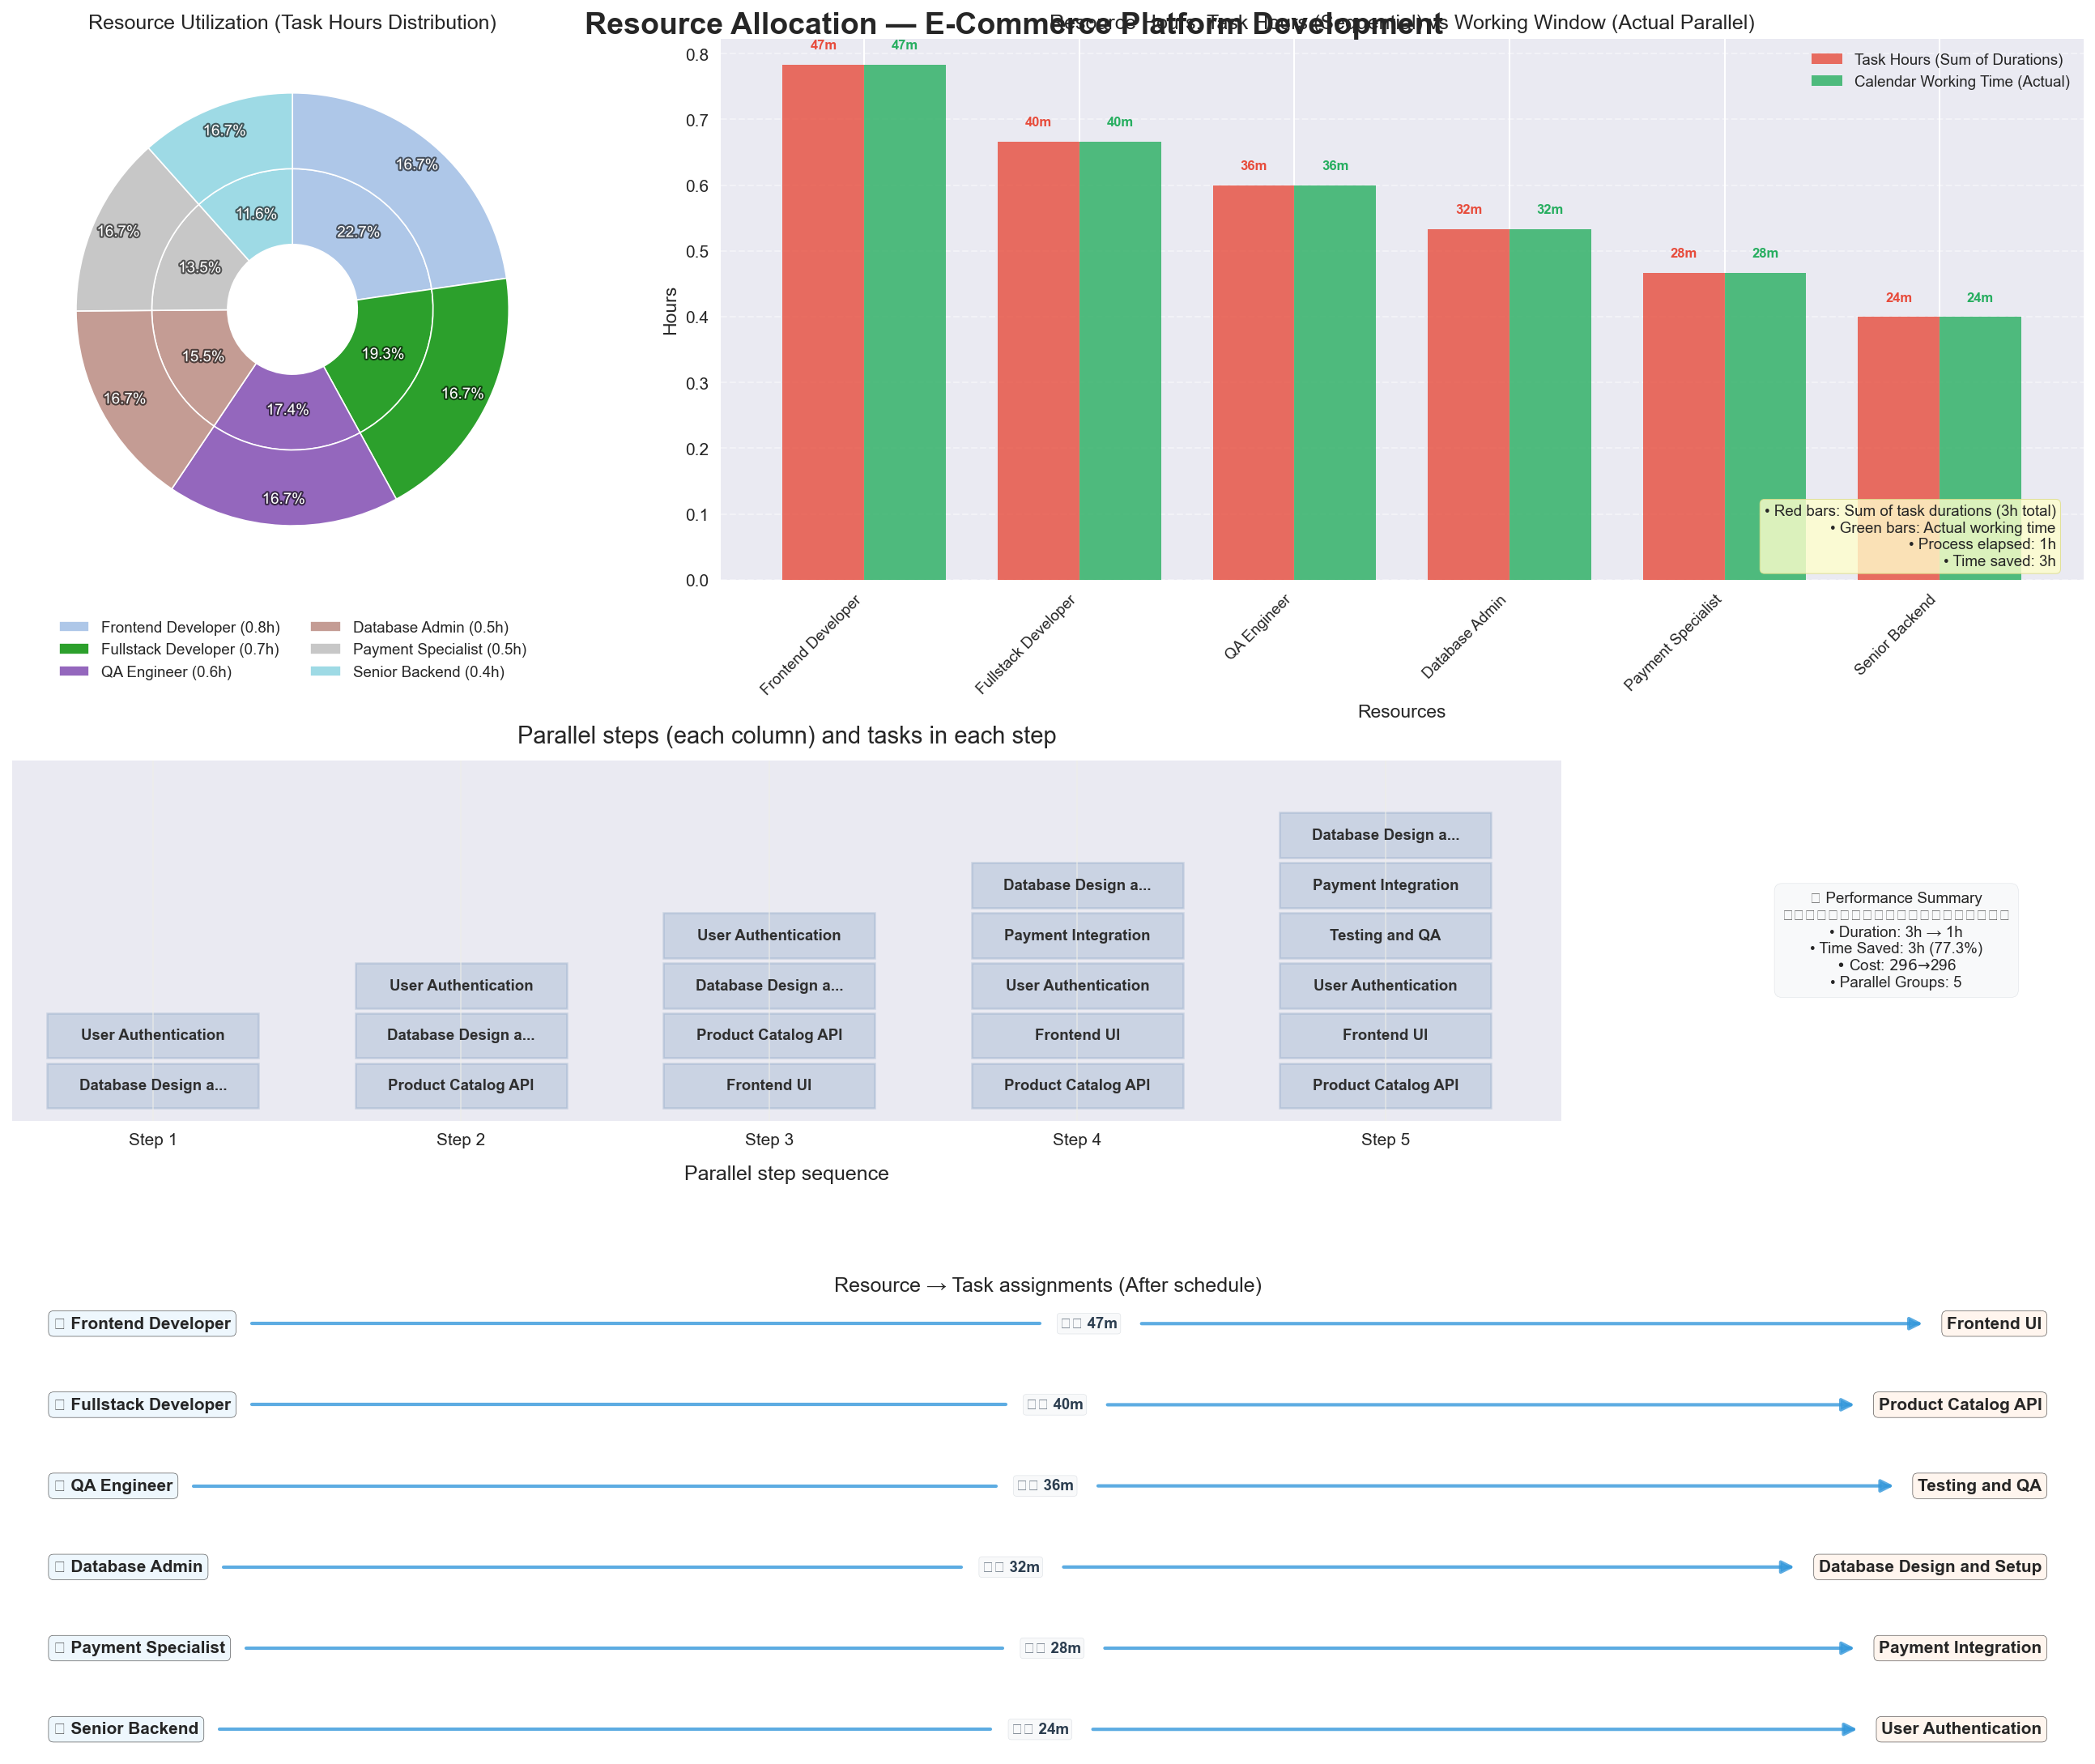 Resource Allocation — E-Commerce Platform Development
Resource Utilization (Task Hours Distribution)
16.7%
16.7%
22.7%
11.6%
16.7%
13.5%
19.3%
15.5%
16.7%
16.7%
17.4%
16.7%
Frontend Developer (0.8h)
Fullstack Developer (0.7h)
QA Engineer (0.6h)
Database Admin (0.5h)
Payment Specialist (0.5h)
Senior Backend (0.4h)
Resource Hours: Task Hours (Sequential) vs Working Window (Actual Parallel)
Task Hours (Sum of Durations)
Calendar Working Time (Actual)
Hours
0.8
0.7
0.6
0.5
0.4
0.3
0.2
0.1
0.0
47m 47m
40m 40m
36m 36m
32m 32m
28m 28m
24m 24m
• Red bars: Sum of task durations (3h total)
• Green bars: Actual working time
• Process elapsed: 1h
• Time saved: 3h
Frontend Developer
Fullstack Developer
QA Engineer
Database Admin
Payment Specialist
Senior Backend
Resources
Parallel steps (each column) and tasks in each step
User Authentication
Database Design a...
Step 1
User Authentication
Database Design a...
Product Catalog API
Step 2
User Authentication
Database Design a...
Product Catalog API
Frontend UI
Step 3
Database Design a...
Payment Integration
User Authentication
Frontend UI
Product Catalog API
Step 4
Database Design a...
Payment Integration
Testing and QA
User Authentication
Frontend UI
Product Catalog API
Step 5
Parallel step sequence
Performance Summary
• Duration: 3h → 1h
• Time Saved: 3h (77.3%)
• Cost: 296→296
• Parallel Groups: 5
Resource → Task assignments (After schedule)
Frontend Developer 47m Frontend UI
Fullstack Developer 40m Product Catalog API
QA Engineer 36m Testing and QA
Database Admin 32m Database Design and Setup
Payment Specialist 28m Payment Integration
Senior Backend 24m User Authentication